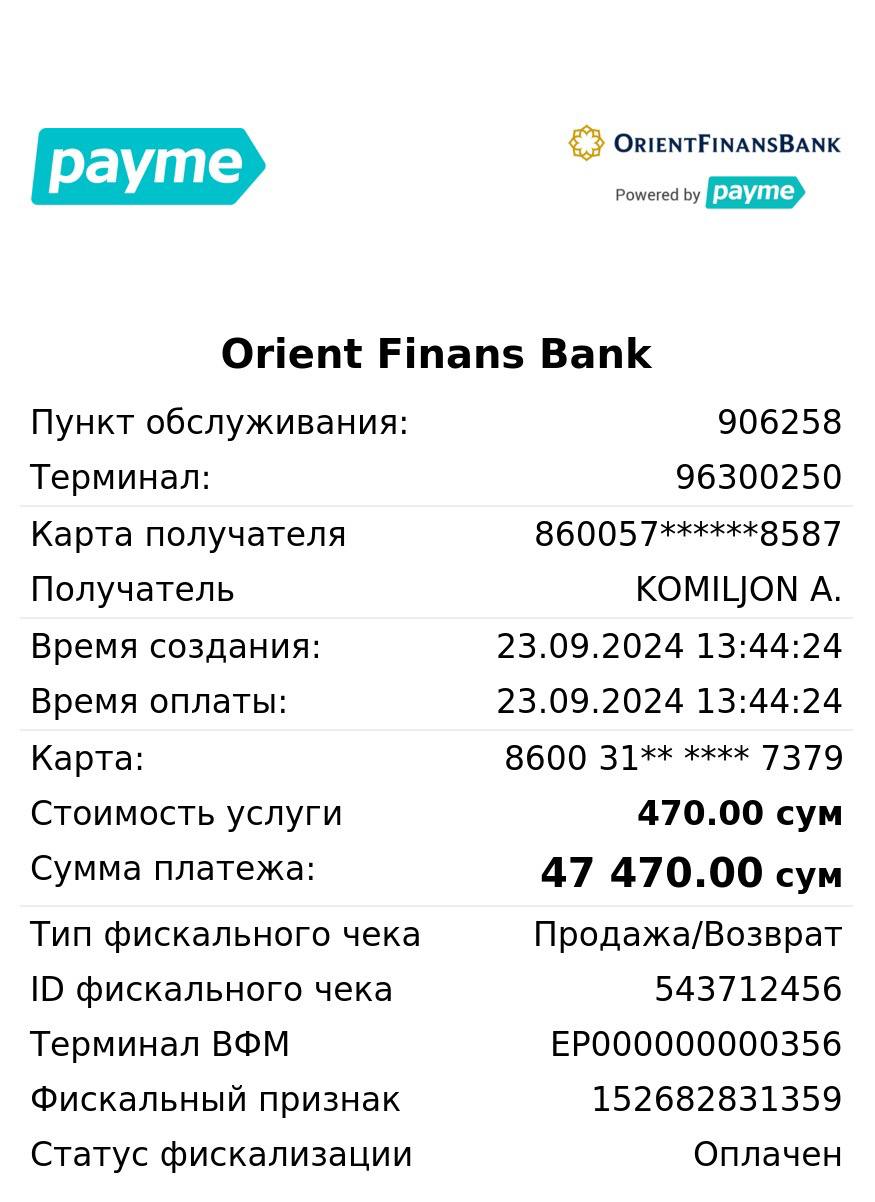 payme
OrientFinansBank
Powered by payme
Orient Finans Bank
Пункт обслуживания: 906258
Терминал: 96300250
Карта получателя 860057******8587
Получатель KOMILJON A.
Время создания: 23.09.2024 13:44:24
Время оплаты: 23.09.2024 13:44:24
Карта: 8600 31** **** 7379
Стоимость услуги 470.00 сум
Сумма платежа: 47 470.00 сум
Тип фискального чека Продажа/Возврат
ID фискального чека 543712456
Терминал ВФМ EP000000000356
Фискальный признак 152682831359
Статус фискализации Оплачен